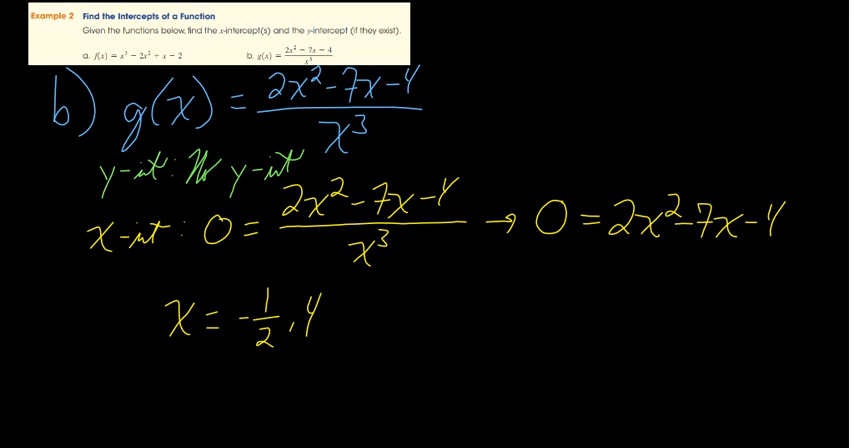 Example 2 Find the Intercepts of a Function
Given the functions below, find the x-intercept(s) and the y-intercept (if they exist).
a. f(x) = x³ − 2x² + x − 2 b. g(x) = (2x² − 7x − 4)/x³
b) g(x) = (2x² − 7x − 4)/x³
y-int: No y-int
x-int: 0 = (2x² − 7x − 4)/x³ → 0 = 2x² − 7x − 4
x = −1/2, 4